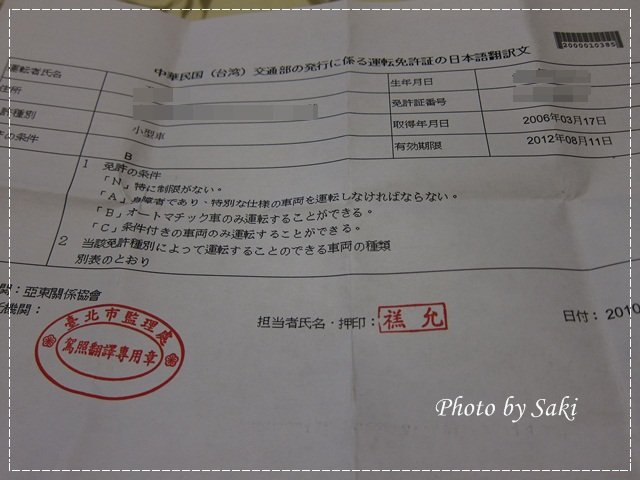 2000010385
中華民国（台湾）交通部の発行に係る運転免許証の日本語翻訳文
運転者氏名
生年月日
住所
免許証番号
許種別
小型車
取得年月日
2006年03月17日
許の条件
B
有効期限
2012年08月11日
1 免許の条件
「N」特に制限がない。
「A」身障者であり、特別な仕様の車両を運転しなければならない。
「B」オートマチック車のみ運転することができる。
「C」条件付きの車両のみ運転することができる。
2 当該免許種別によって運転することのできる車両の種類
別表のとおり
関：亞東關係協會
機関：
担当者氏名・押印：
允
日付：2010
臺北市監理處
駕照翻譯專用章
Photo by Saki